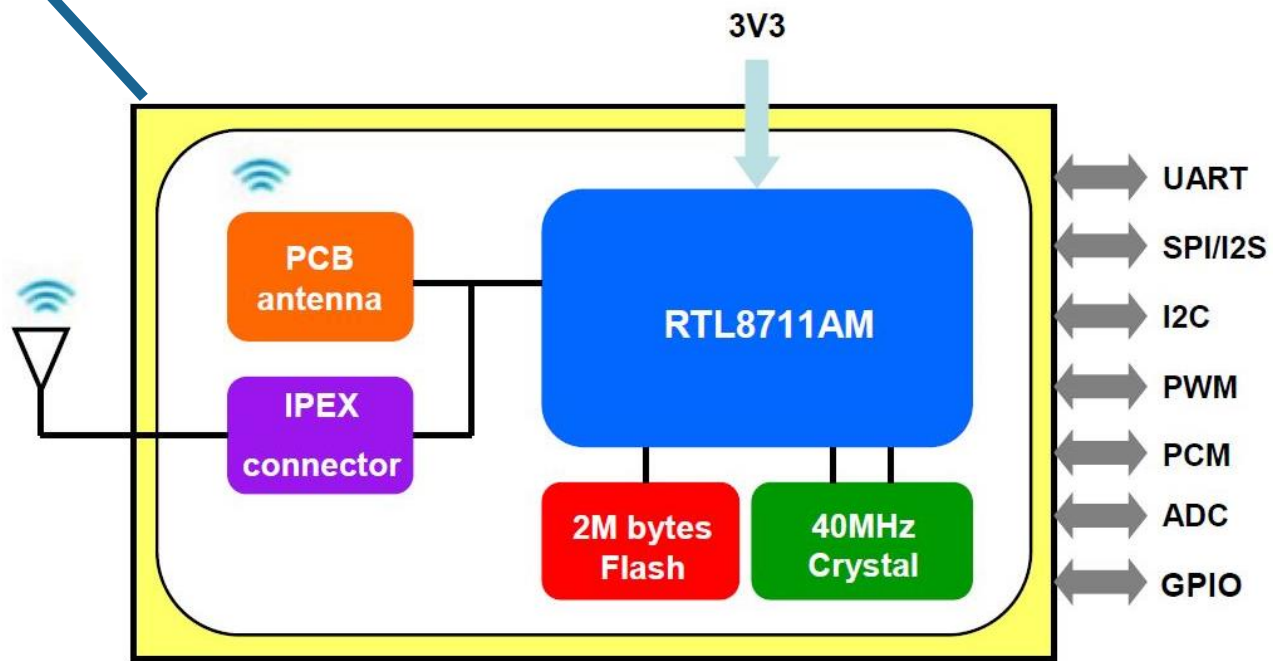 3V3
PCB
antenna
IPEX
connector
RTL8711AM
2M bytes
Flash
40MHz
Crystal
UART
SPI/I2S
I2C
PWM
PCM
ADC
GPIO